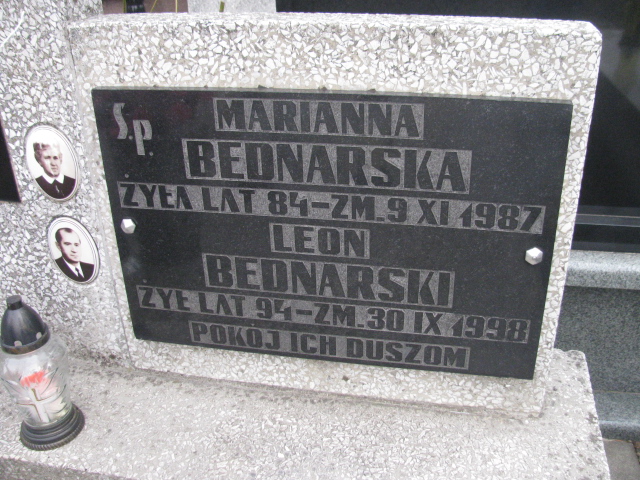 Ś.P. MARIANNA
BEDNARSKA
ŻYŁA LAT 84-ZM. 9 XI 1987
LEON
BEDNARSKI
ŻYŁ LAT 94-ZM. 30 IX 1998
POKÓJ ICH DUSZOM